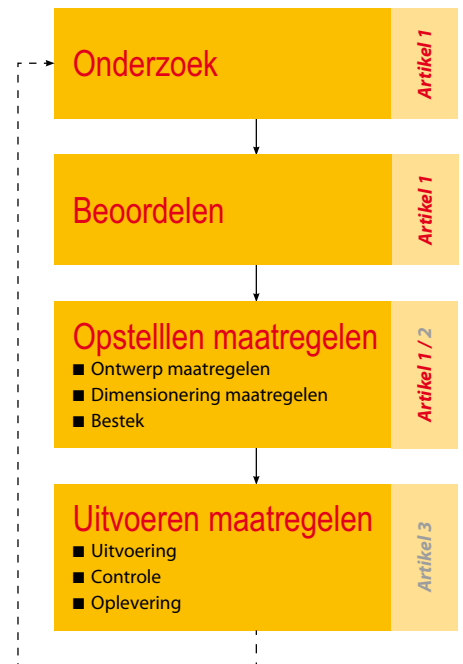 Onderzoek
Artikel 1
Beoordelen
Artikel 1
Opstelllen maatregelen
■ Ontwerp maatregelen
■ Dimensionering maatregelen
■ Bestek
Artikel 1 / 2
Uitvoeren maatregelen
■ Uitvoering
■ Controle
■ Oplevering
Artikel 3